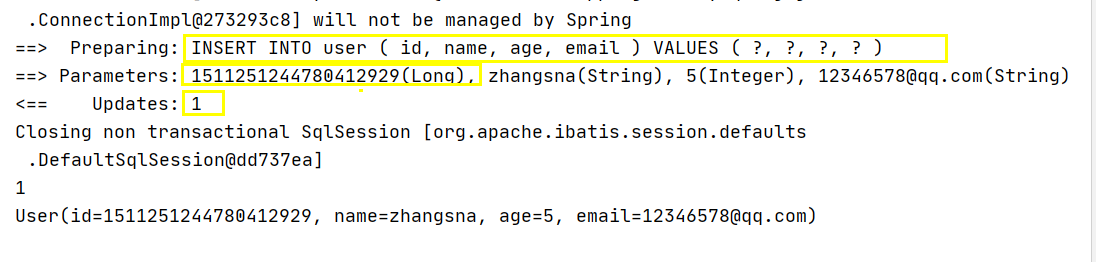 .ConnectionImpl@273293c8] will not be managed by Spring
==>  Preparing: INSERT INTO user ( id, name, age, email ) VALUES ( ?, ?, ?, ? )
==> Parameters: 1511251244780412929(Long), zhangsna(String), 5(Integer), 12346578@qq.com(String)
<==    Updates: 1
Closing non transactional SqlSession [org.apache.ibatis.session.defaults
.DefaultSqlSession@dd737ea]
1
User(id=1511251244780412929, name=zhangsna, age=5, email=12346578@qq.com)